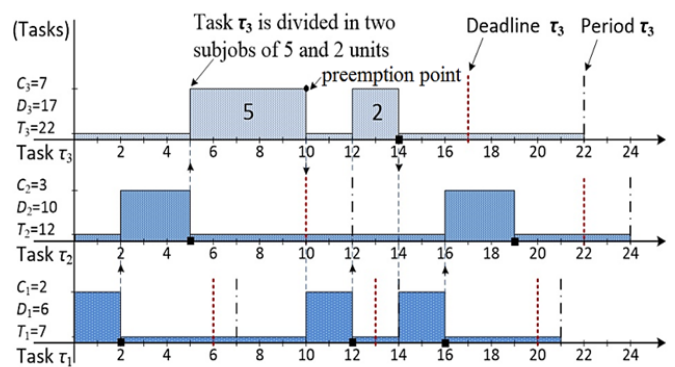 (Tasks)
Task τ3 is divided in two
subjobs of 5 and 2 units
Deadline τ3 Period τ3
preemption point
C3=7
D3=17
T3=22
5
2
2 4 6 8 10 12 14 16 18 20 22 24
Task τ3
C2=3
D2=10
T2=12
2 4 6 8 10 12 14 16 18 20 22 24
Task τ2
C1=2
D1=6
T1=7
2 4 6 8 10 12 14 16 18 20 22 24
Task τ1